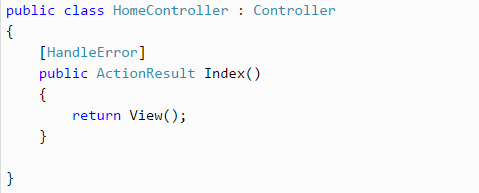 public class HomeController : Controller
{
    [HandleError]
    public ActionResult Index()
    {
        return View();
    }

}